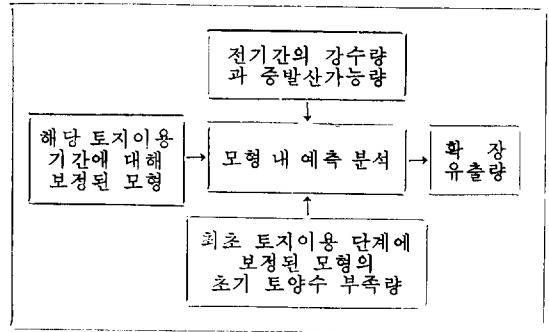 전기간의 강수량
과 증발산가능량
해당 토지이용
기간에 대해
보정된 모형
모형 내 예측 분석
확 장
유출량
최초 토지이용 단계에
보정된 모형의
초기 토양수 부족량